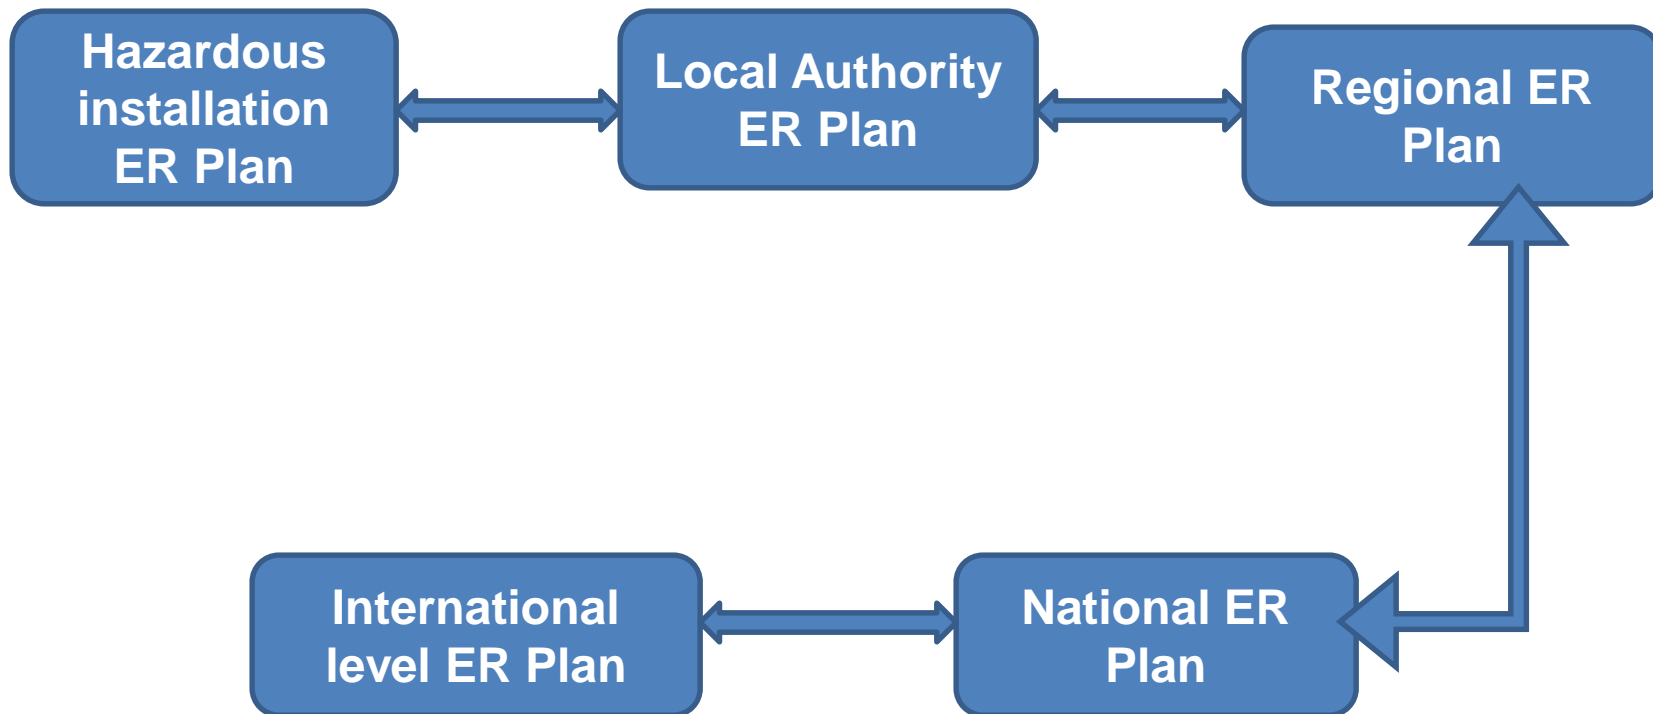 Hazardous
installation
ER Plan
Local Authority
ER Plan
Regional ER
Plan
International
level ER Plan
National ER
Plan